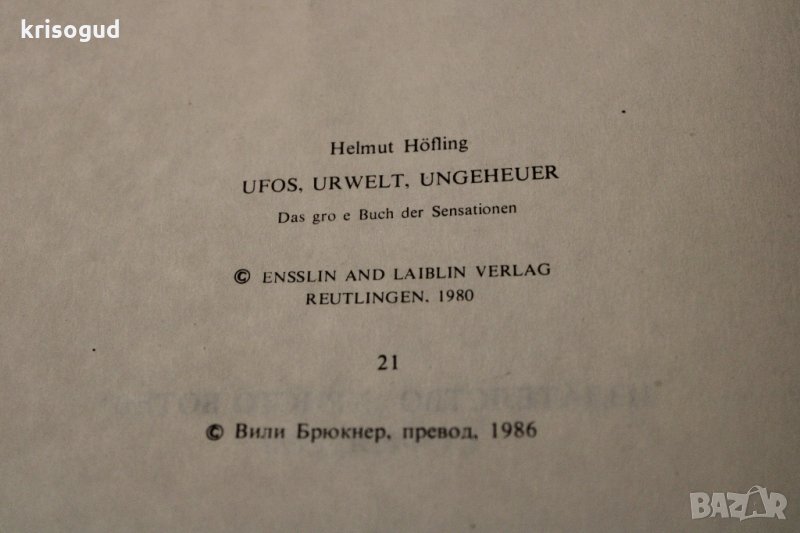 krisogud
Helmut Höfling
UFOS, URWELT, UNGEHEUER
Das gro e Buch der Sensationen
© ENSSLIN AND LAIBLIN VERLAG
REUTLINGEN, 1980
21
© Вили Брюкнер, превод, 1986
BAZAR